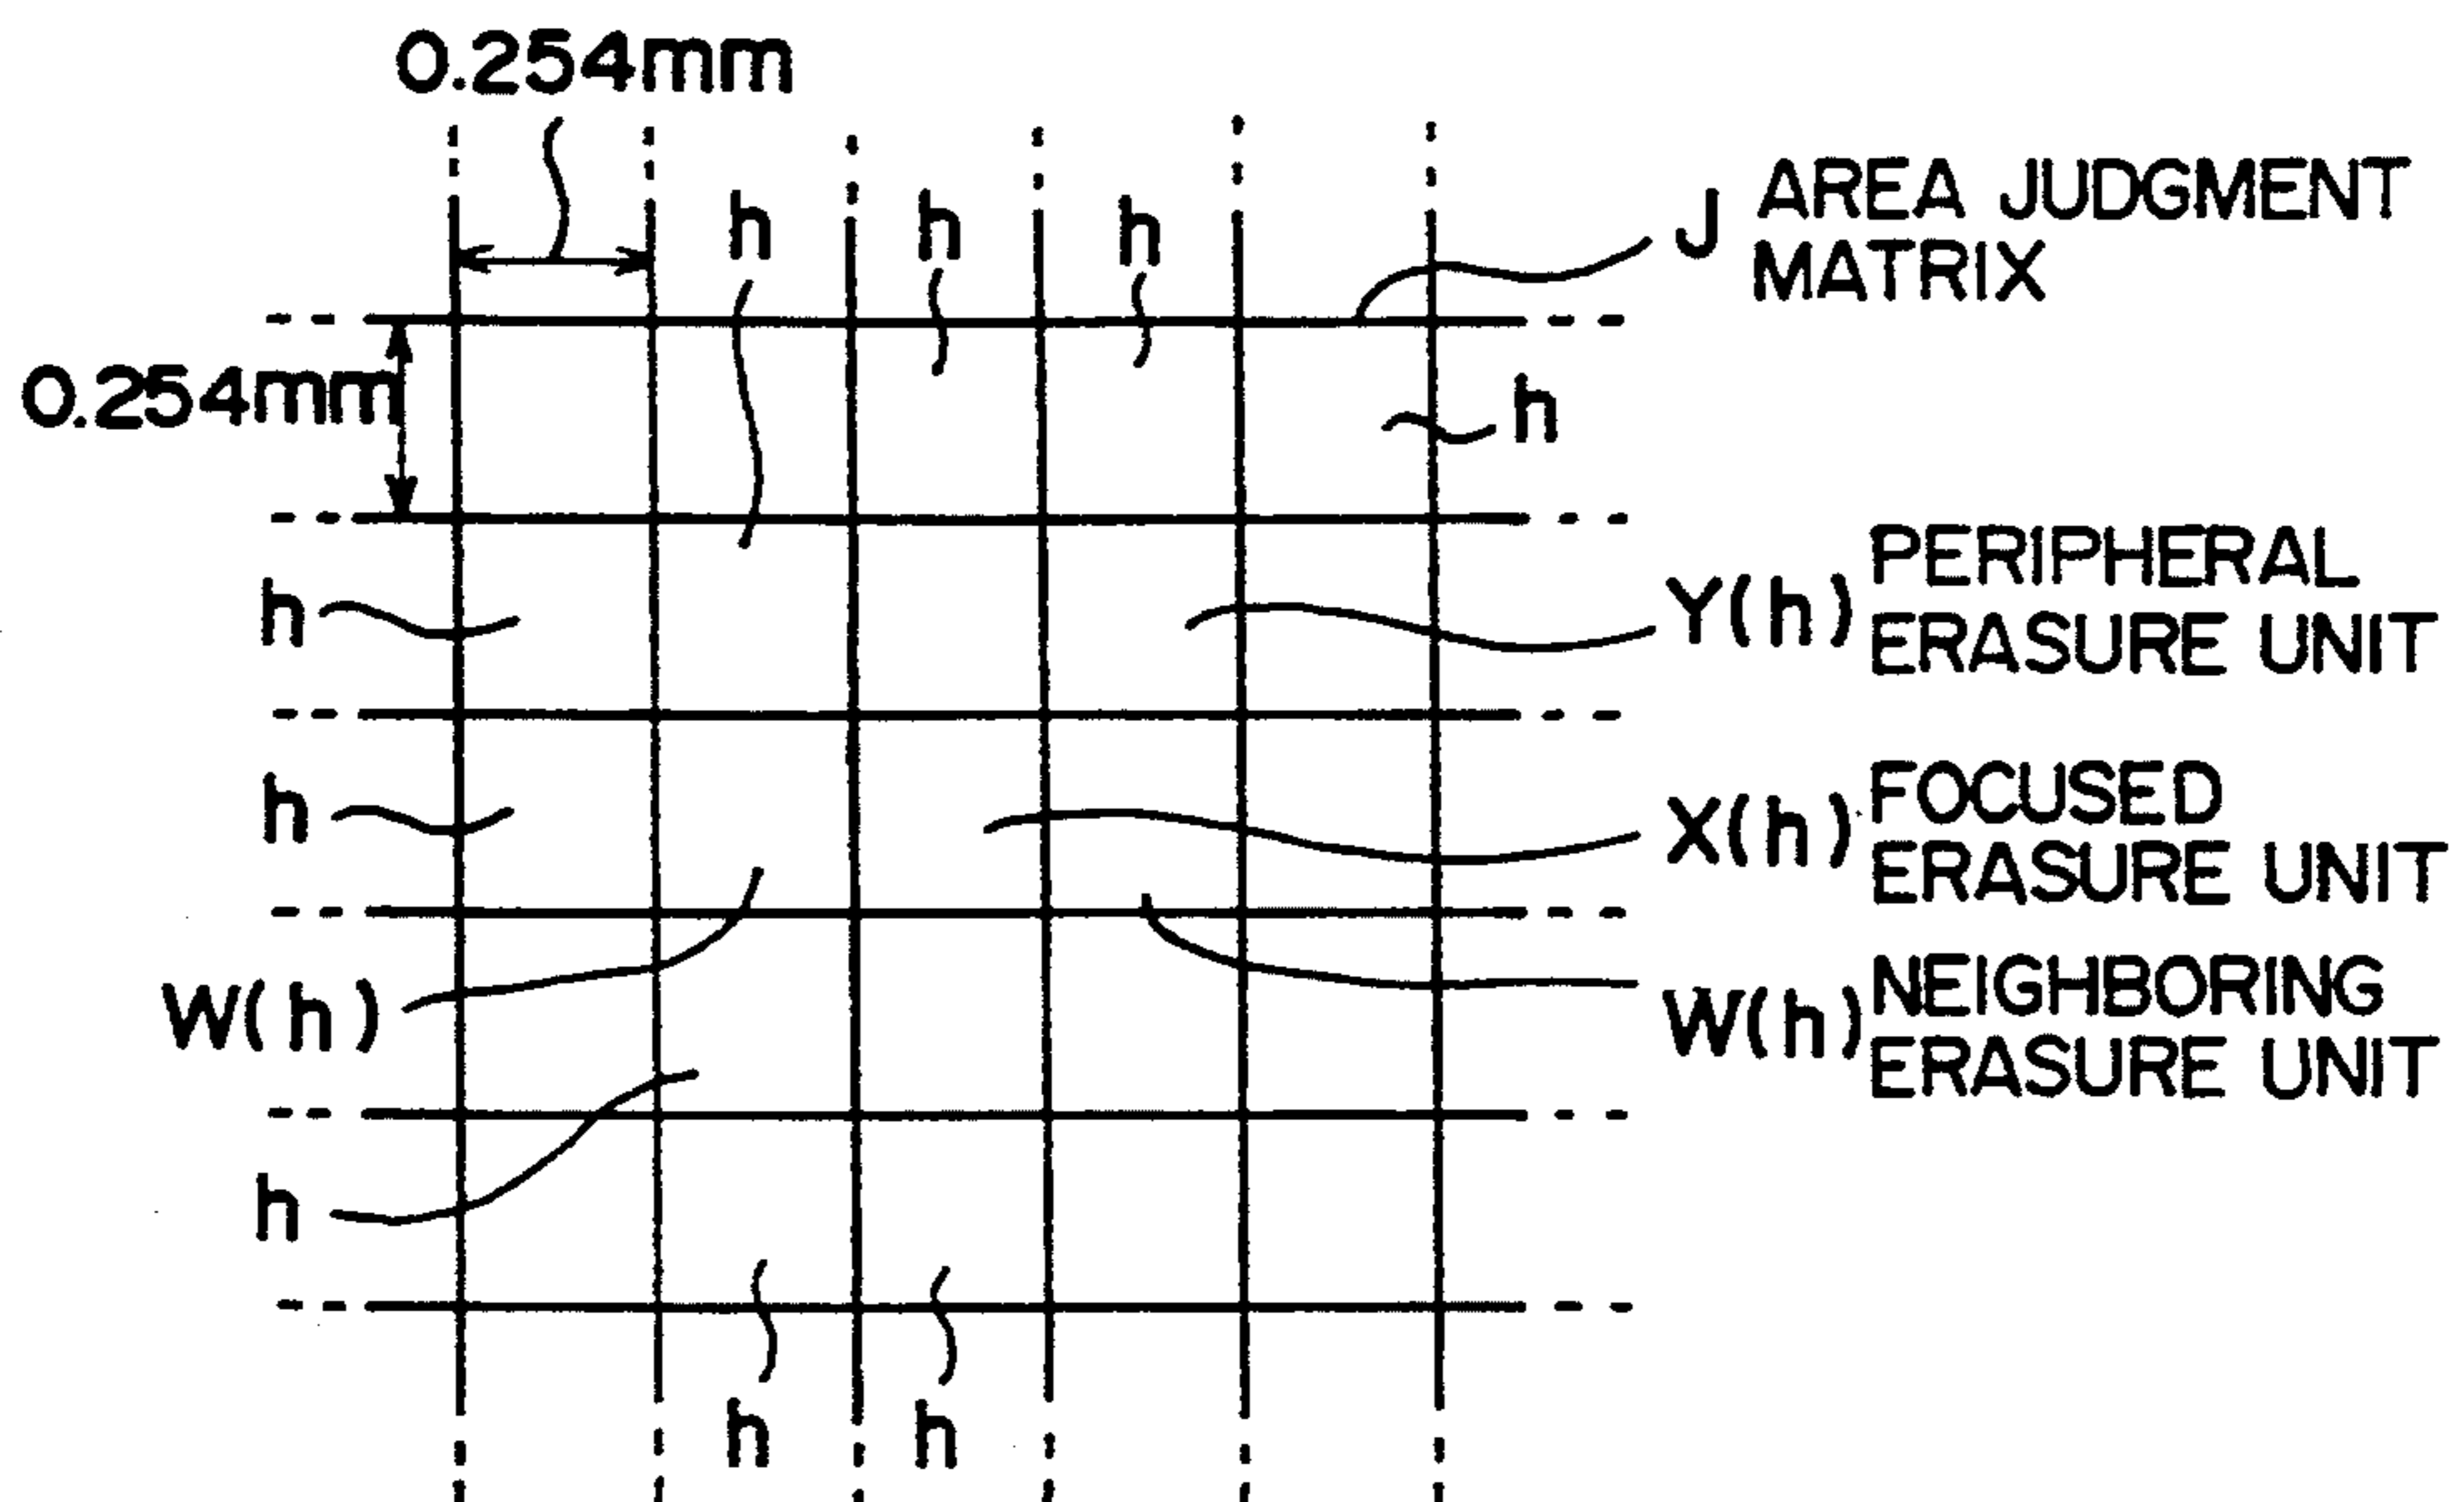 0.254mm
h h h
J AREA JUDGMENT
MATRIX
0.254mm
h
h
Y(h) PERIPHERAL
ERASURE UNIT
h
X(h) FOCUSED
ERASURE UNIT
W(h)
W(h) NEIGHBORING
ERASURE UNIT
h
h h